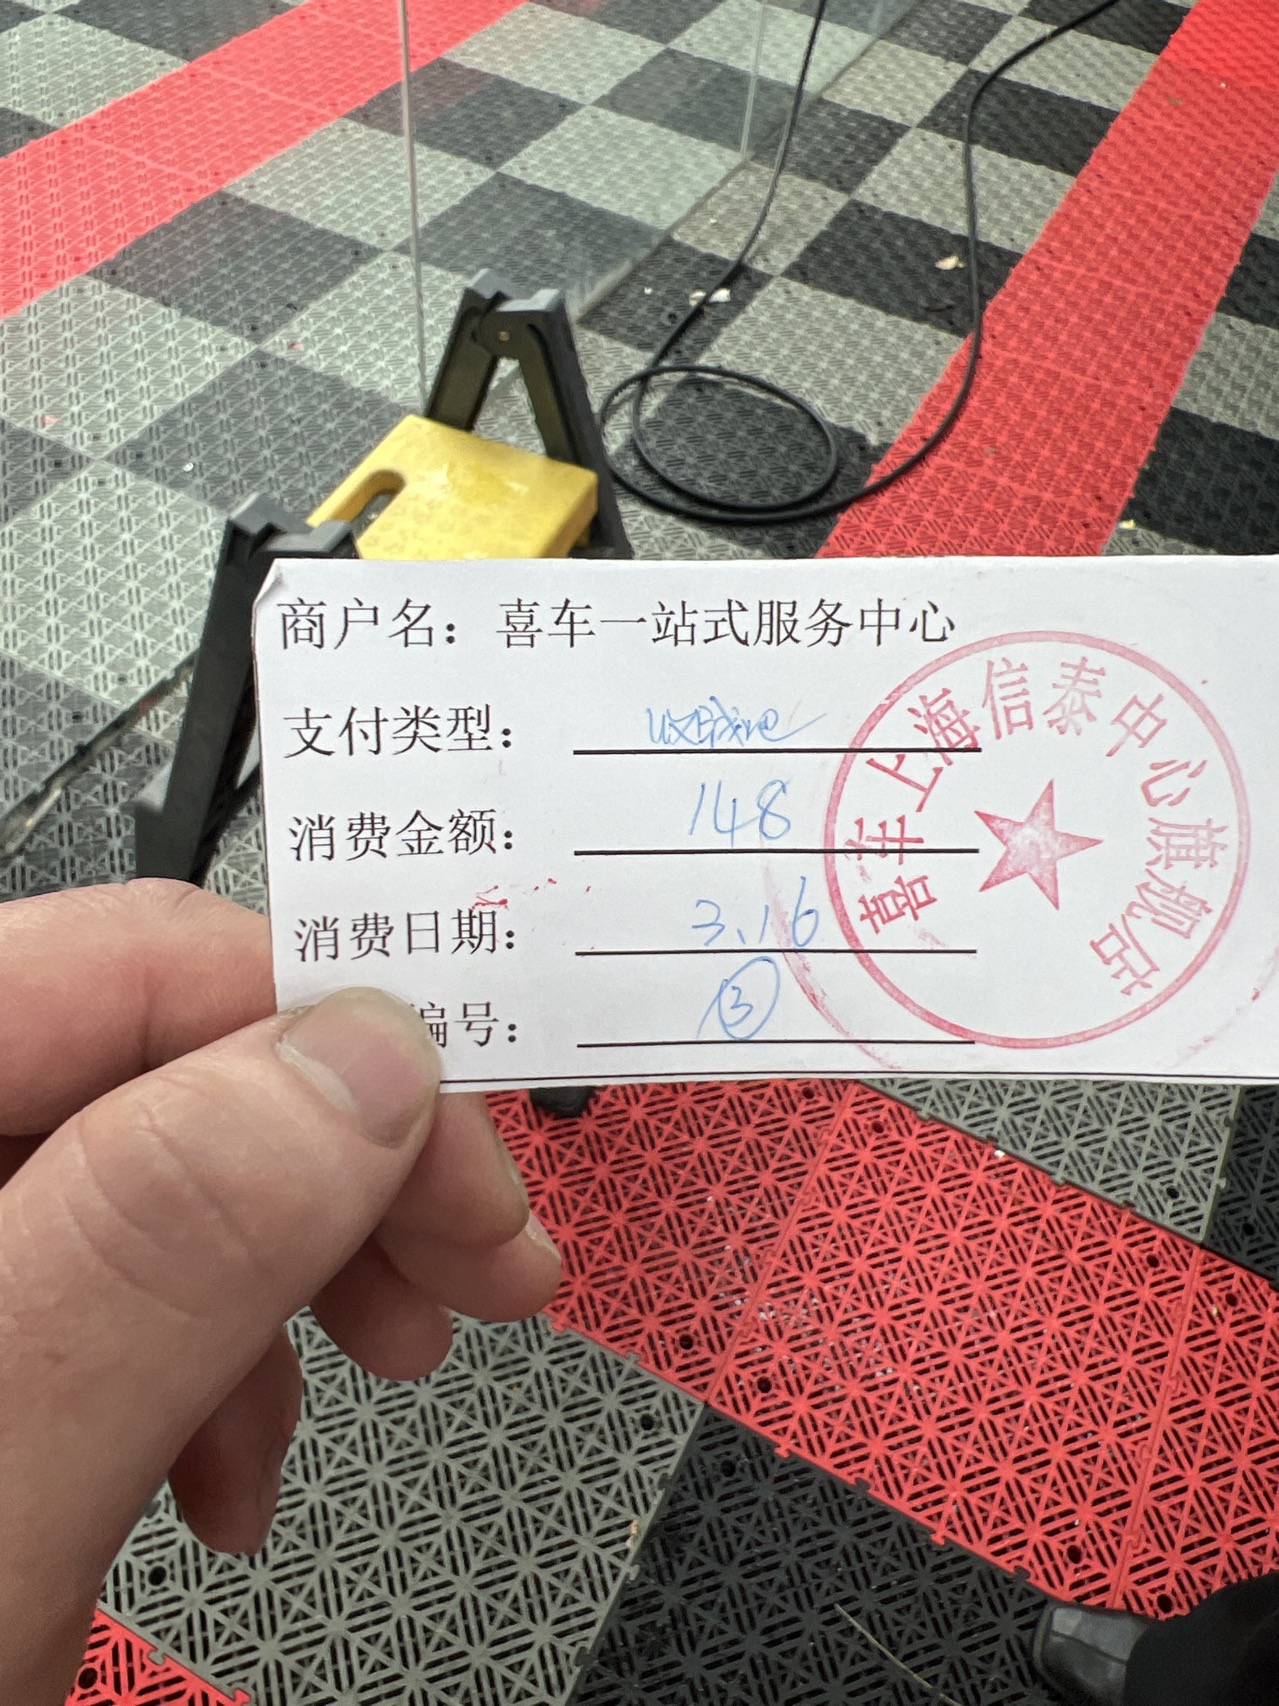 商户名：喜车一站式服务中心
支付类型：
消费金额：148
消费日期：3.16
编号：③
喜车上海信泰中心旗舰店